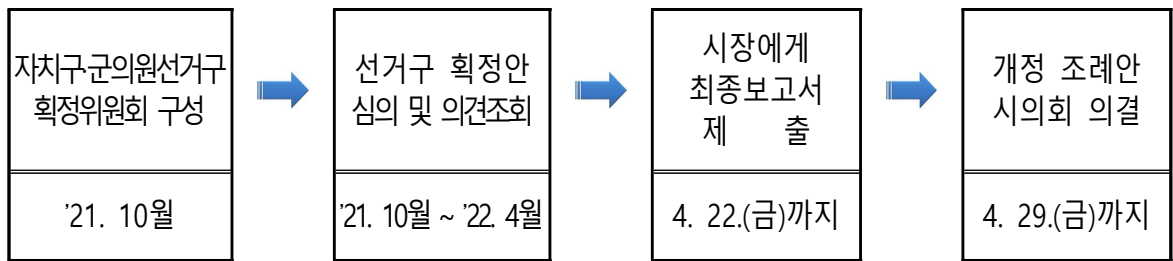 자치구·군의원선거구
획정위원회 구성
’21. 10월
선거구 획정안
심의 및 의견조회
’21. 10월 ~ ’22. 4월
시장에게
최종보고서
제 출
4. 22.(금)까지
개정 조례안
시의회 의결
4. 29.(금)까지